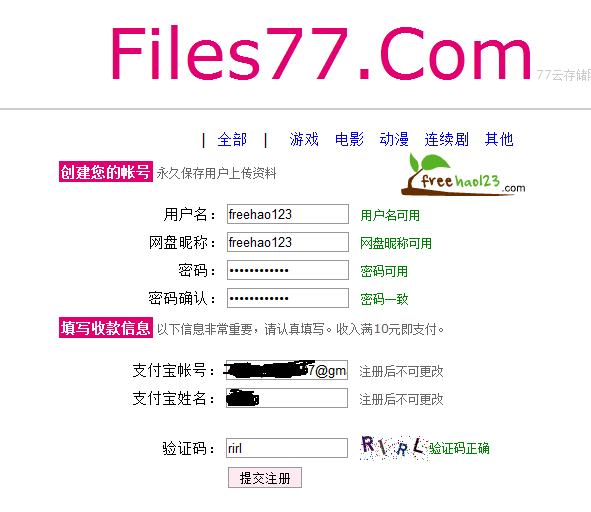 Files77.Com 77云存储
| 全部 | 游戏 电影 动漫 连续剧 其他
freehao123.com
创建您的帐号 永久保存用户上传资料
用户名： freehao123 用户名可用
网盘昵称： freehao123 网盘昵称可用
密码： •••••••••••• 密码可用
密码确认： •••••••••••• 密码一致
填写收款信息 以下信息非常重要，请认真填写。收入满10元即支付。
支付宝帐号： 7@gma 注册后不可更改
支付宝姓名： 注册后不可更改
验证码： rirl RIRL 验证码正确
提交注册